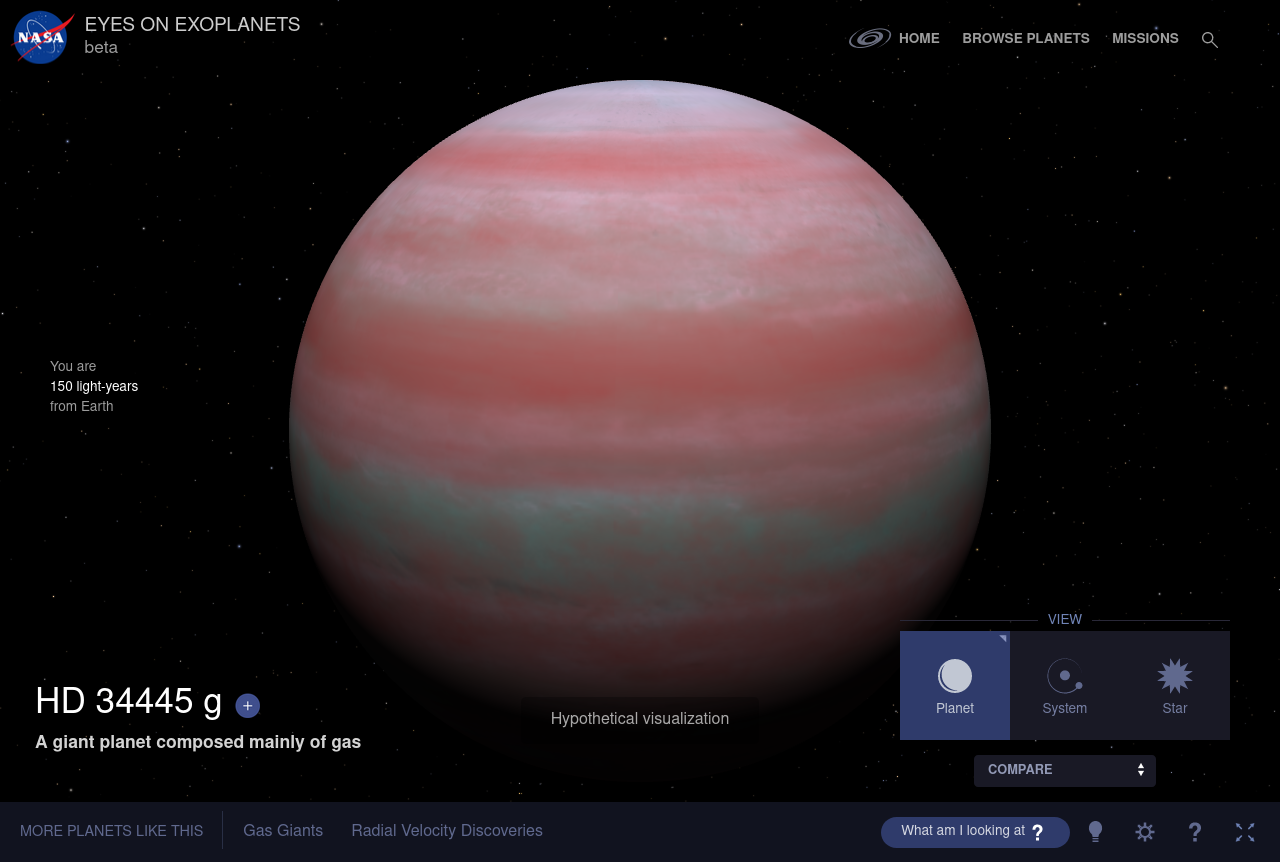 NASA
EYES ON EXOPLANETS
beta
HOME
BROWSE PLANETS
MISSIONS
You are
150 light-years
from Earth
VIEW
Planet
System
Star
HD 34445 g +
A giant planet composed mainly of gas
Hypothetical visualization
COMPARE
MORE PLANETS LIKE THIS
Gas Giants
Radial Velocity Discoveries
What am I looking at ?
?